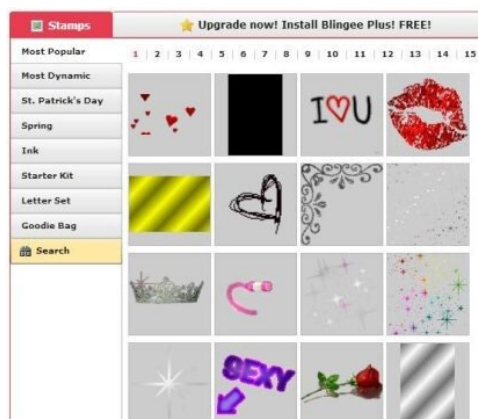 Stamps
Upgrade now! Install Blingee Plus! FREE!
Most Popular
1 | 2 | 3 | 4 | 5 | 6 | 7 | 8 | 9 | 10 | 11 | 12 | 13 | 14 | 15
Most Dynamic
St. Patrick's Day
Spring
Ink
Starter Kit
Letter Set
Goodie Bag
Search
I U
SEXY